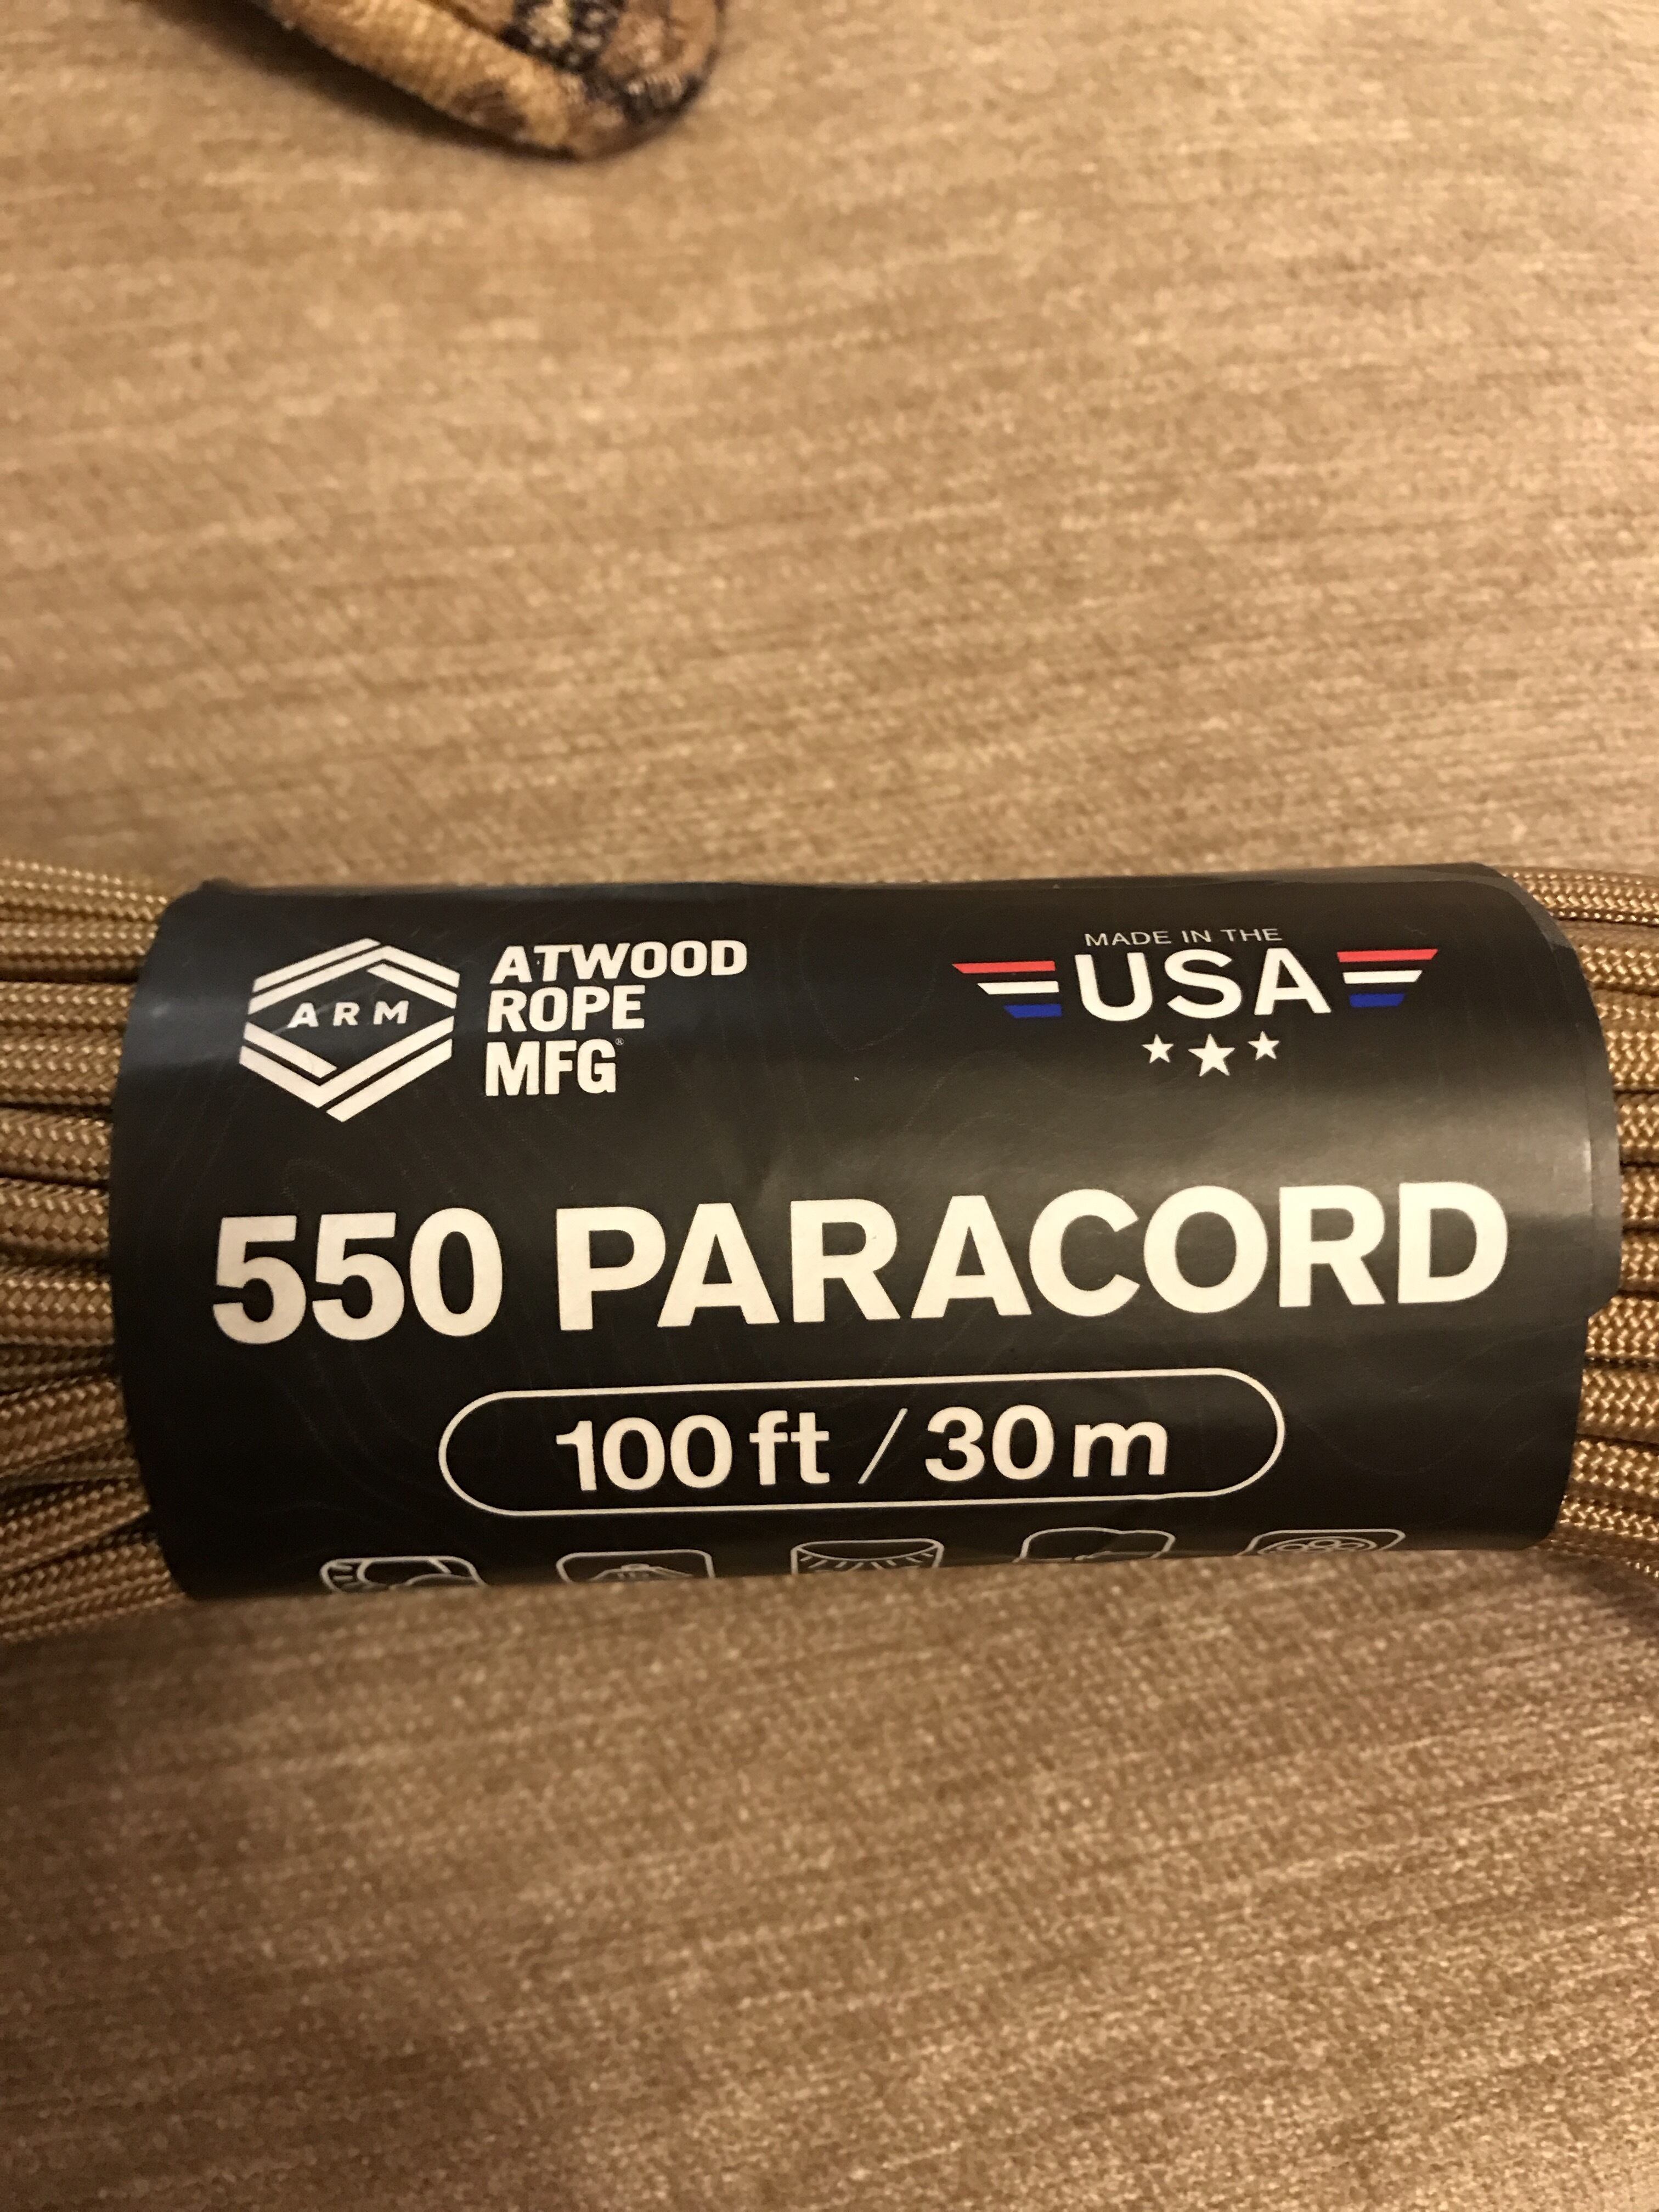 ARM
ATWOOD
ROPE
MFG®
MADE IN THE
USA
550 PARACORD
100 ft / 30 m